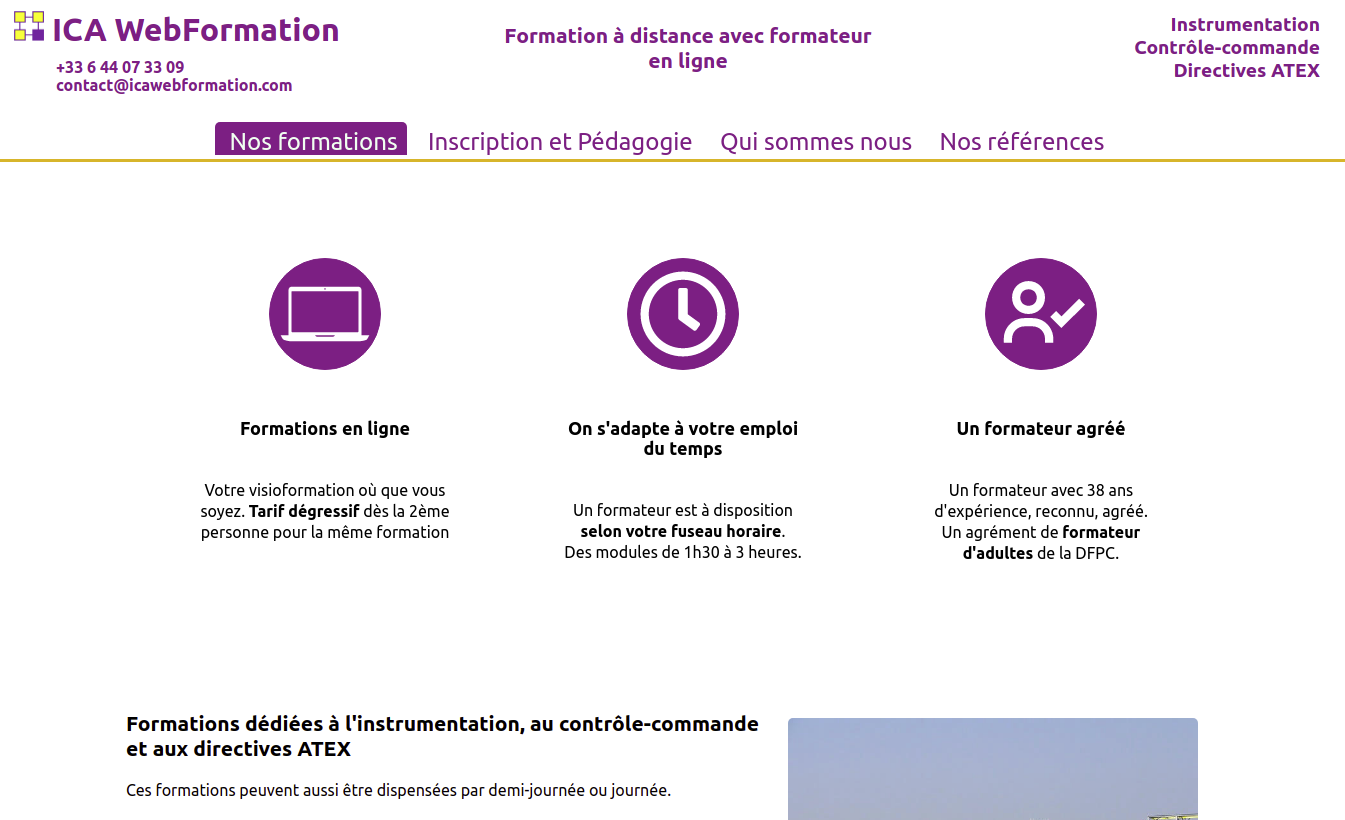 ICA WebFormation
+33 6 44 07 33 09
contact@icawebformation.com
Formation à distance avec formateur
en ligne
Instrumentation
Contrôle-commande
Directives ATEX
Nos formations
Inscription et Pédagogie
Qui sommes nous
Nos références
Formations en ligne
Votre visioformation où que vous
soyez. Tarif dégressif dès la 2ème
personne pour la même formation
On s'adapte à votre emploi
du temps
Un formateur est à disposition
selon votre fuseau horaire.
Des modules de 1h30 à 3 heures.
Un formateur agréé
Un formateur avec 38 ans
d'expérience, reconnu, agréé.
Un agrément de formateur
d'adultes de la DFPC.
Formations dédiées à l'instrumentation, au contrôle-commande
et aux directives ATEX
Ces formations peuvent aussi être dispensées par demi-journée ou journée.